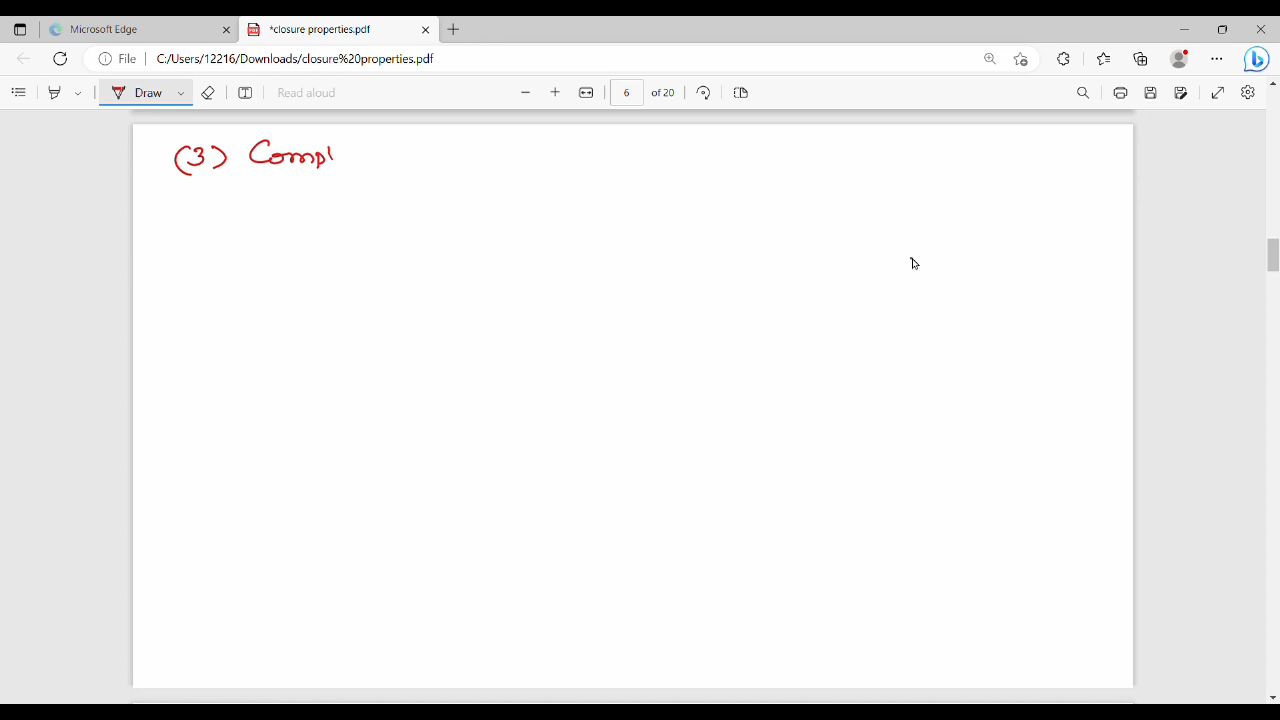 Microsoft Edge
*closure properties.pdf
File
C:/Users/12216/Downloads/closure%20properties.pdf
Draw
Read aloud
6 of 20
(3) Compl